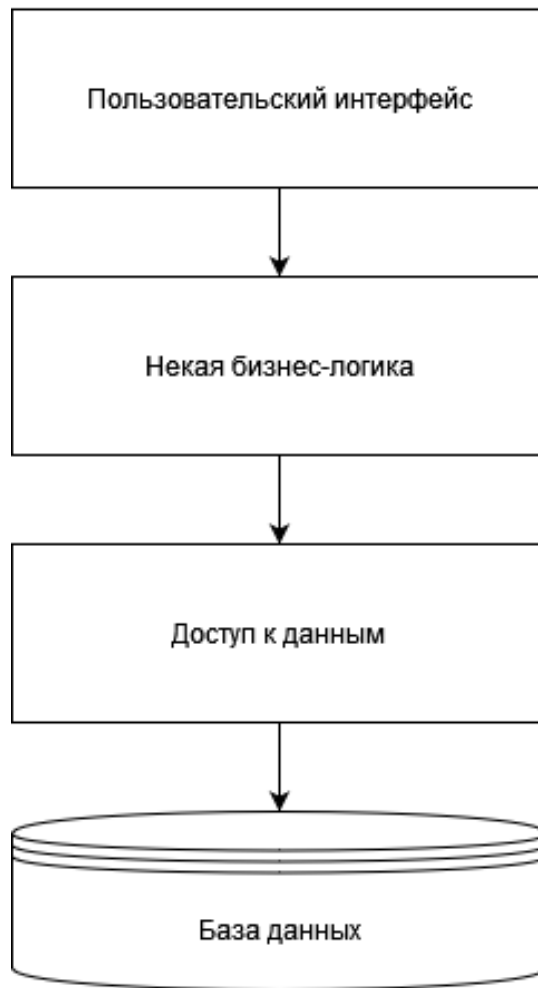 Пользовательский интерфейс
Некая бизнес-логика
Доступ к данным
База данных